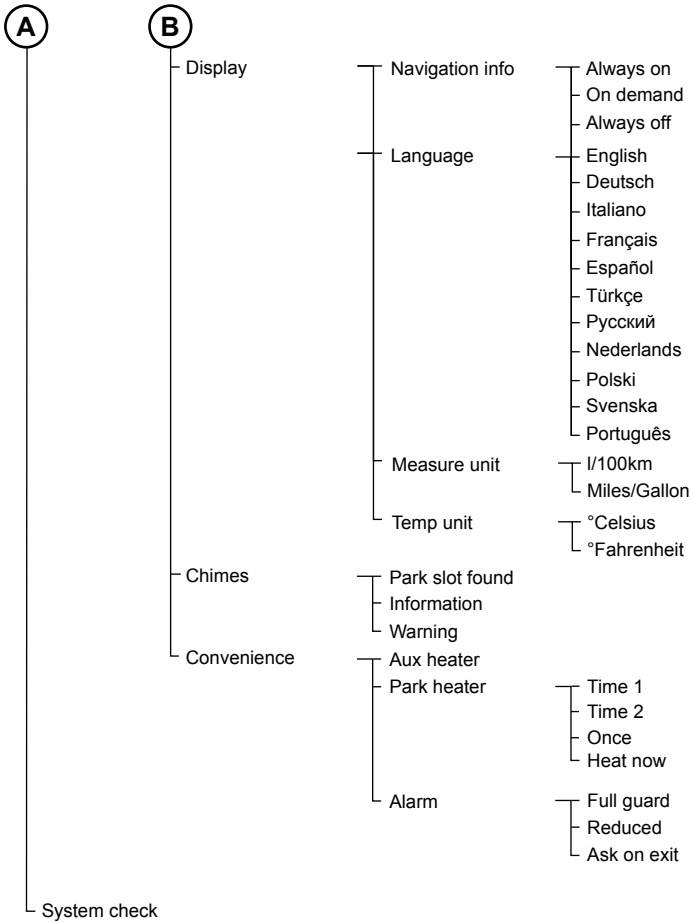 A
B
Display
Navigation info
Always on
On demand
Always off
Language
English
Deutsch
Italiano
Français
Español
Türkçe
Русский
Nederlands
Polski
Svenska
Português
Measure unit
l/100km
Miles/Gallon
Temp unit
°Celsius
°Fahrenheit
Chimes
Park slot found
Information
Warning
Convenience
Aux heater
Park heater
Time 1
Time 2
Once
Heat now
Alarm
Full guard
Reduced
Ask on exit
System check